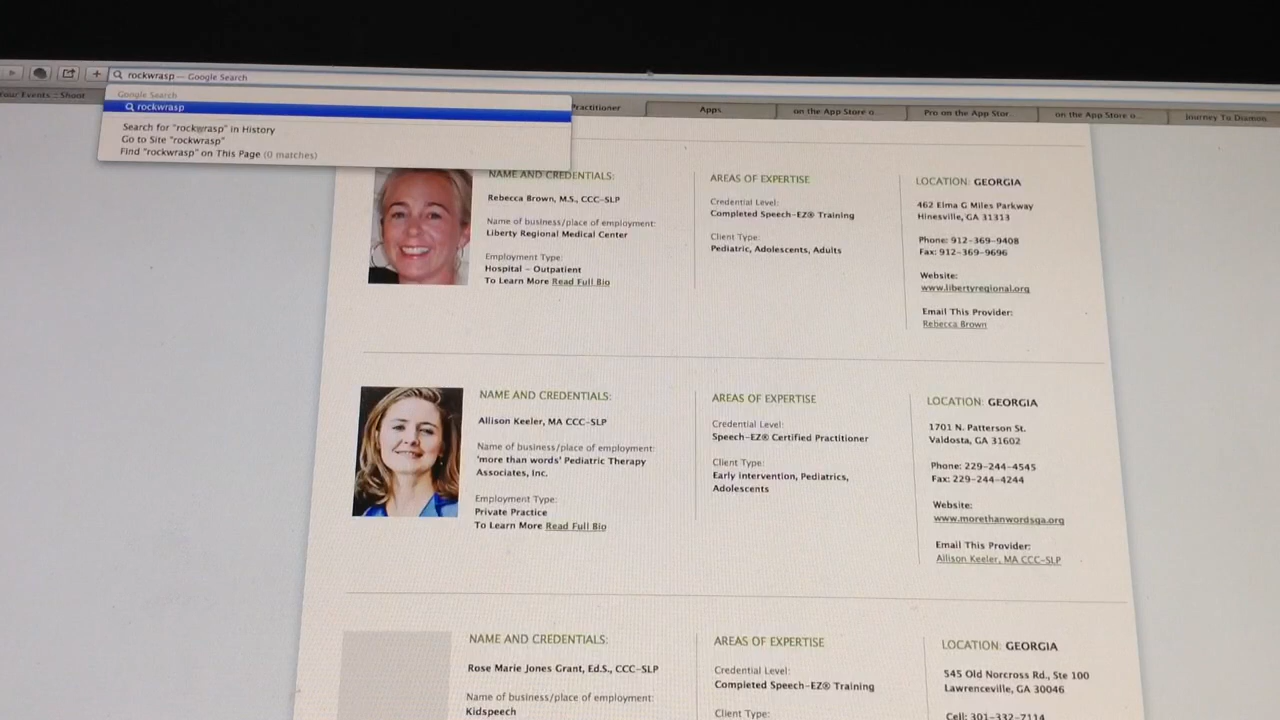 rockwrasp — Google Search
Your Events :: Shoot
Google Search
rockwrasp
Search for "rockwrasp" in History
Go to Site "rockwrasp"
Find "rockwrasp" on This Page (0 matches)
Practitioner
Apps
on the App Store o...
Pro on the App Stor...
on the App Store o...
Journey To Diamon
NAME AND CREDENTIALS:
Rebecca Brown, M.S., CCC-SLP
Name of business/place of employment:
Liberty Regional Medical Center
Employment Type:
Hospital - Outpatient
To Learn More Read Full Bio
AREAS OF EXPERTISE
Credential Level:
Completed Speech-EZ® Training
Client Type:
Pediatric, Adolescents, Adults
LOCATION: GEORGIA
462 Elma G Miles Parkway
Hinesville, GA 31313
Phone: 912-369-9408
Fax: 912-369-9696
Website:
www.libertyregional.org
Email This Provider:
Rebecca Brown
NAME AND CREDENTIALS:
Allison Keeler, MA CCC-SLP
Name of business/place of employment:
'more than words' Pediatric Therapy
Associates, Inc.
Employment Type:
Private Practice
To Learn More Read Full Bio
AREAS OF EXPERTISE
Credential Level:
Speech-EZ® Certified Practitioner
Client Type:
Early intervention, Pediatrics,
Adolescents
LOCATION: GEORGIA
1701 N. Patterson St.
Valdosta, GA 31602
Phone: 229-244-4545
Fax: 229-244-4244
Website:
www.morethanwordsga.org
Email This Provider:
Allison Keeler, MA CCC-SLP
NAME AND CREDENTIALS:
Rose Marie Jones Grant, Ed.S., CCC-SLP
Name of business/place of employment:
Kidspeech
AREAS OF EXPERTISE
Credential Level:
Completed Speech-EZ® Training
Client Type:
LOCATION: GEORGIA
545 Old Norcross Rd., Ste 100
Lawrenceville, GA 30046
Cell: 301-332-7114